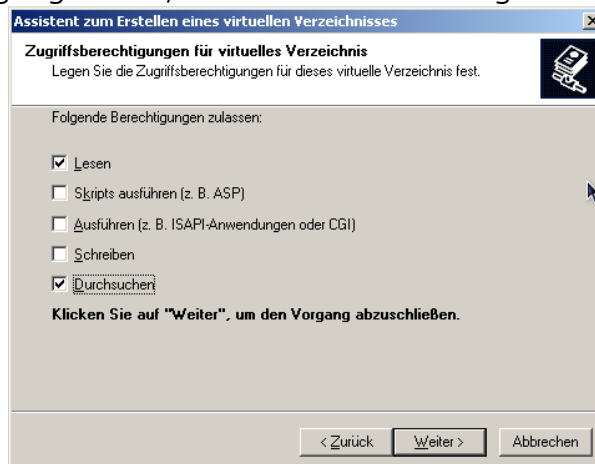 Assistent zum Erstellen eines virtuellen Verzeichnisses
Zugriffsberechtigungen für virtuelles Verzeichnis
Legen Sie die Zugriffsberechtigungen für dieses virtuelle Verzeichnis fest.
Folgende Berechtigungen zulassen:
Lesen
Skripts ausführen (z. B. ASP)
Ausführen (z. B. ISAPI-Anwendungen oder CGI)
Schreiben
Durchsuchen
Klicken Sie auf "Weiter", um den Vorgang abzuschließen.
< Zurück Weiter > Abbrechen